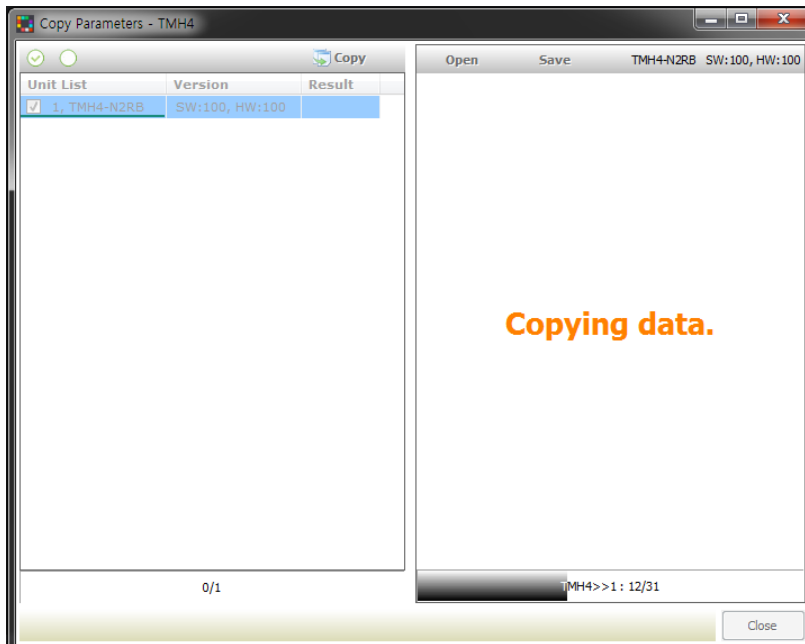 Copy Parameters - TMH4
Copy
Unit List Version Result
1, TMH4-N2RB SW:100, HW:100
0/1
Open Save TMH4-N2RB SW:100, HW:100
Copying data.
TMH4>>1 : 12/31
Close